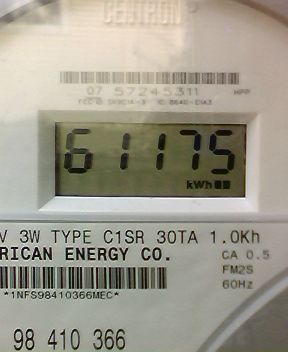 CENTRON
07 57245311 HPP
61175
kWh
V 3W TYPE C1SR 30TA 1.0Kh
RICAN ENERGY CO. CA 0.5
FM2S
*1NFS98410366MEC* 60Hz
98 410 366